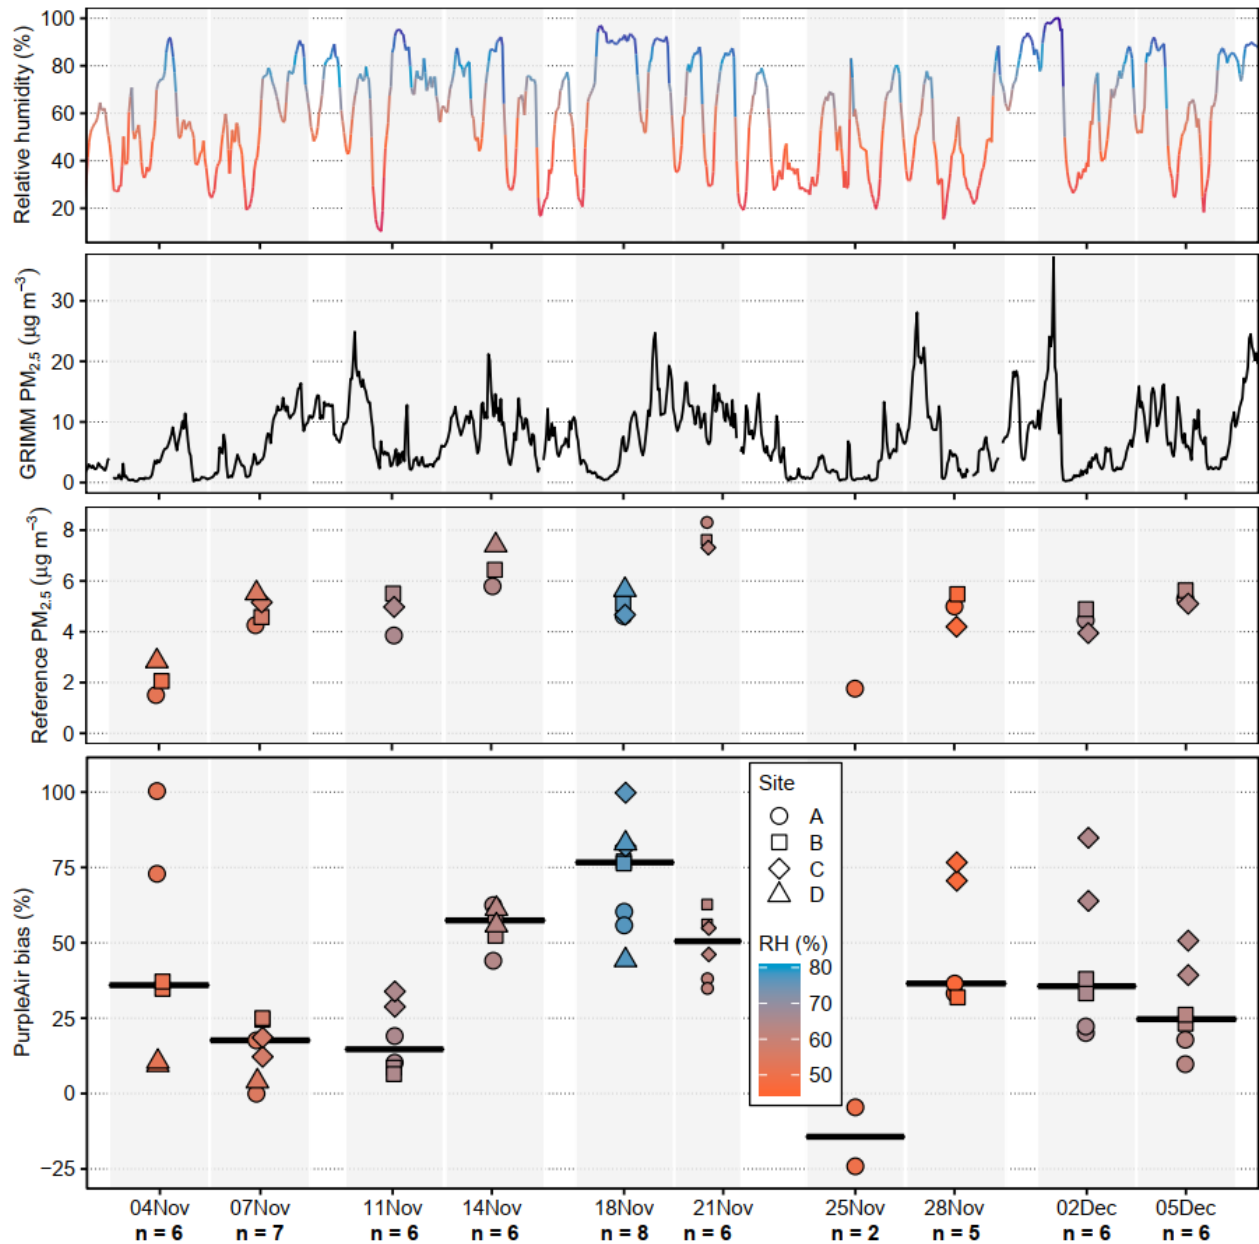 Relative humidity (%)
100
80
60
40
20
GRIMM PM2.5 (µg m−3)
30
20
10
0
Reference PM2.5 (µg m−3)
8
6
4
2
0
PurpleAir bias (%)
100
75
50
25
0
−25
Site
A
B
C
D
RH (%)
80
70
60
50
04Nov 07Nov 11Nov 14Nov 18Nov 21Nov 25Nov 28Nov 02Dec 05Dec
n = 6 n = 7 n = 6 n = 6 n = 8 n = 6 n = 2 n = 5 n = 6 n = 6